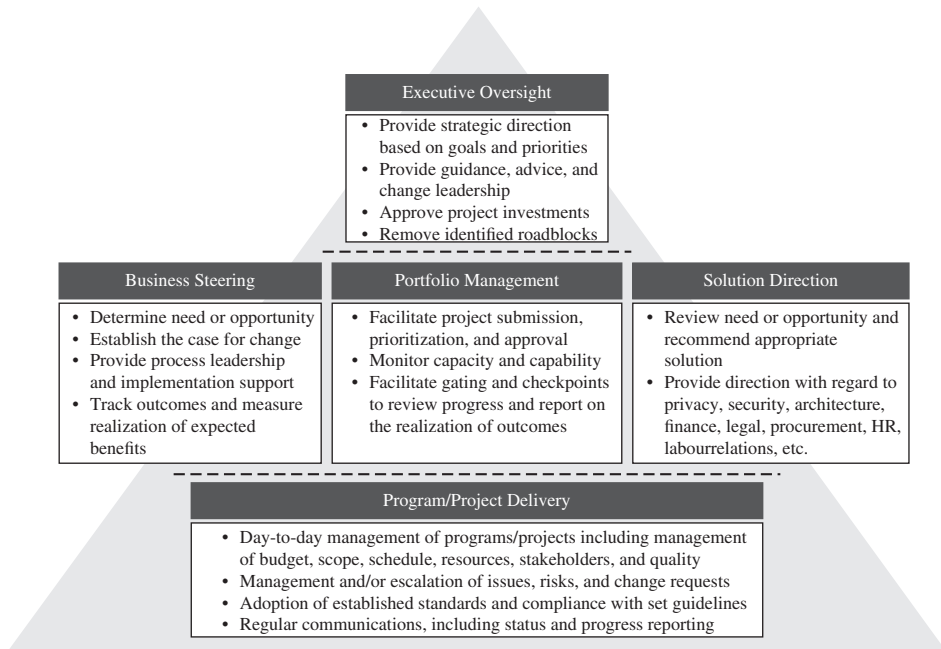 Executive Oversight
• Provide strategic direction
based on goals and priorities
• Provide guidance, advice, and
change leadership
• Approve project investments
• Remove identified roadblocks
Business Steering
• Determine need or opportunity
• Establish the case for change
• Provide process leadership
and implementation support
• Track outcomes and measure
realization of expected
benefits
Portfolio Management
• Facilitate project submission,
prioritization, and approval
• Monitor capacity and capability
• Facilitate gating and checkpoints
to review progress and report on
the realization of outcomes
Solution Direction
• Review need or opportunity and
recommend appropriate
solution
• Provide direction with regard to
privacy, security, architecture,
finance, legal, procurement, HR,
labourrelations, etc.
Program/Project Delivery
• Day-to-day management of programs/projects including management
of budget, scope, schedule, resources, stakeholders, and quality
• Management and/or escalation of issues, risks, and change requests
• Adoption of established standards and compliance with set guidelines
• Regular communications, including status and progress reporting